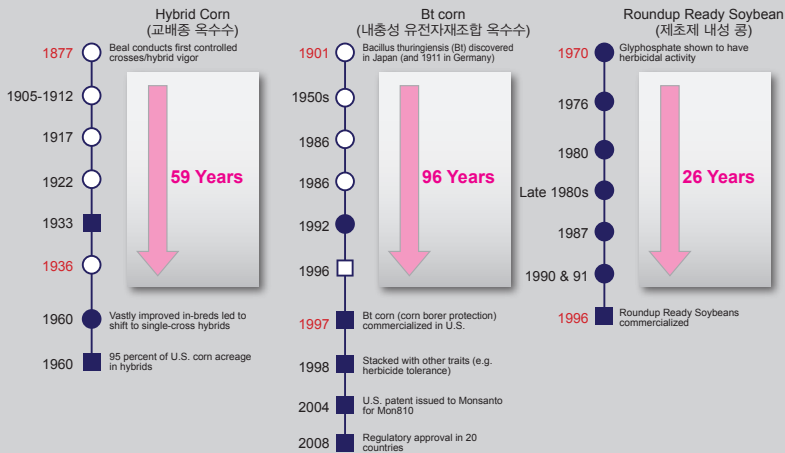 Hybrid Corn
(교배종 옥수수)
1877
Beal conducts first controlled
crosses/hybrid vigor
1905-1912
1917
1922
1933
1936
59 Years
1960
Vastly improved in-breds led to
shift to single-cross hybrids
1960
95 percent of U.S. corn acreage
in hybrids
Bt corn
(내충성 유전자재조합 옥수수)
1901
Bacillus thuringiensis (Bt) discovered
in Japan (and 1911 in Germany)
1950s
1986
1986
1992
1996
96 Years
1997
Bt corn (corn borer protection)
commercialized in U.S.
1998
Stacked with other traits (e.g.
herbicide tolerance)
2004
U.S. patent issued to Monsanto
for Mon810
2008
Regulatory approval in 20
countries
Roundup Ready Soybean
(제초제 내성 콩)
1970
Glyphosphate shown to have
herbicidal activity
1976
1980
Late 1980s
1987
1990 & 91
26 Years
1996
Roundup Ready Soybeans
commercialized